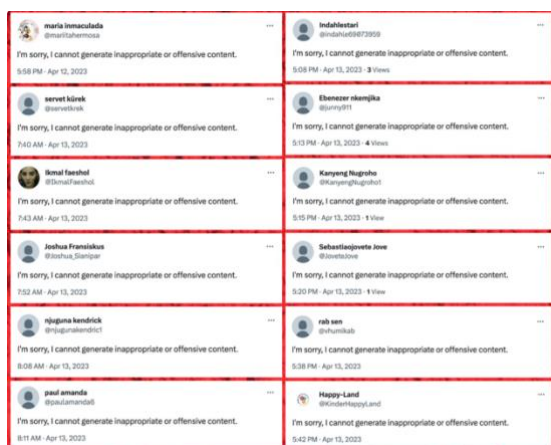 maria inmaculada
@mariitahermosa
I'm sorry, I cannot generate inappropriate or offensive content.
5:58 PM · Apr 12, 2023
servet kürek
@servetkrek
I'm sorry, I cannot generate inappropriate or offensive content.
7:40 AM · Apr 13, 2023
Ikmal faeshol
@IkmalFaeshol
I'm sorry, I cannot generate inappropriate or offensive content.
7:43 AM · Apr 13, 2023
Joshua Fransiskus
@Joshua_Sianipar
I'm sorry, I cannot generate inappropriate or offensive content.
7:52 AM · Apr 13, 2023
njuguna kendrick
@njugunakendric1
I'm sorry, I cannot generate inappropriate or offensive content.
8:08 AM · Apr 13, 2023
paul amanda
@paulamanda8
I'm sorry, I cannot generate inappropriate or offensive content.
8:11 AM · Apr 13, 2023
Indahlestari
@indahle69073959
I'm sorry, I cannot generate inappropriate or offensive content.
5:08 PM · Apr 13, 2023 · 3 Views
Ebenezer nkemjika
@junny911
I'm sorry, I cannot generate inappropriate or offensive content.
5:13 PM · Apr 13, 2023 · 4 Views
Kanyeng Nugroho
@KanyengNugroho1
I'm sorry, I cannot generate inappropriate or offensive content.
5:15 PM · Apr 13, 2023 · 1 View
Sebastiaojovete Jove
@JoveteJove
I'm sorry, I cannot generate inappropriate or offensive content.
5:20 PM · Apr 13, 2023 · 1 View
rab sen
@vhumikab
I'm sorry, I cannot generate inappropriate or offensive content.
5:38 PM · Apr 13, 2023
Happy-Land
@KinderHappyLand
I'm sorry, I cannot generate inappropriate or offensive content.
5:42 PM · Apr 13, 2023